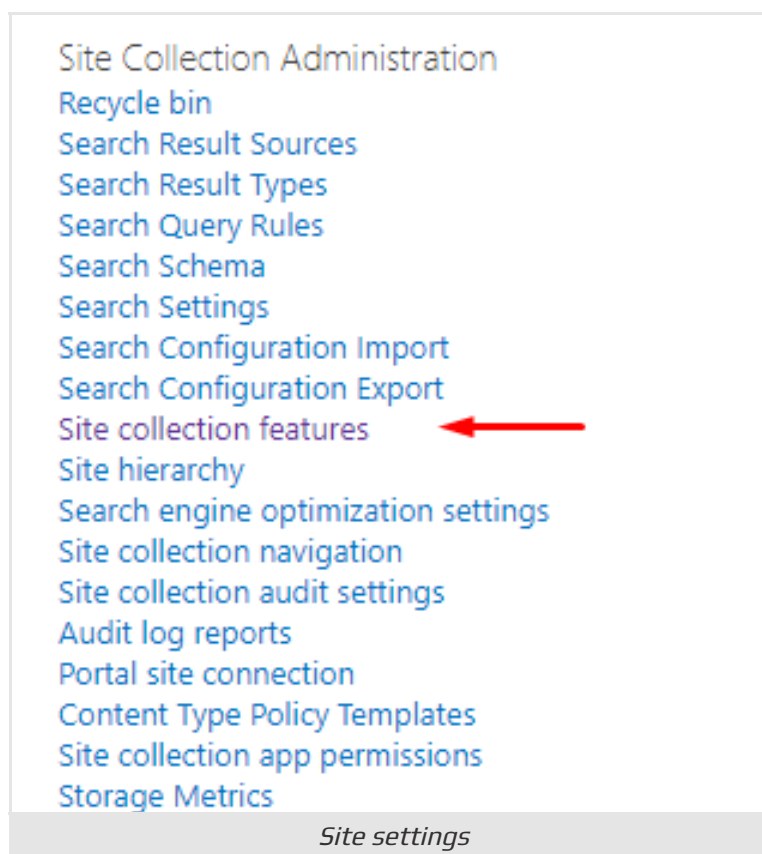 Site Collection Administration
Recycle bin
Search Result Sources
Search Result Types
Search Query Rules
Search Schema
Search Settings
Search Configuration Import
Search Configuration Export
Site collection features
Site hierarchy
Search engine optimization settings
Site collection navigation
Site collection audit settings
Audit log reports
Portal site connection
Content Type Policy Templates
Site collection app permissions
Storage Metrics
Site settings